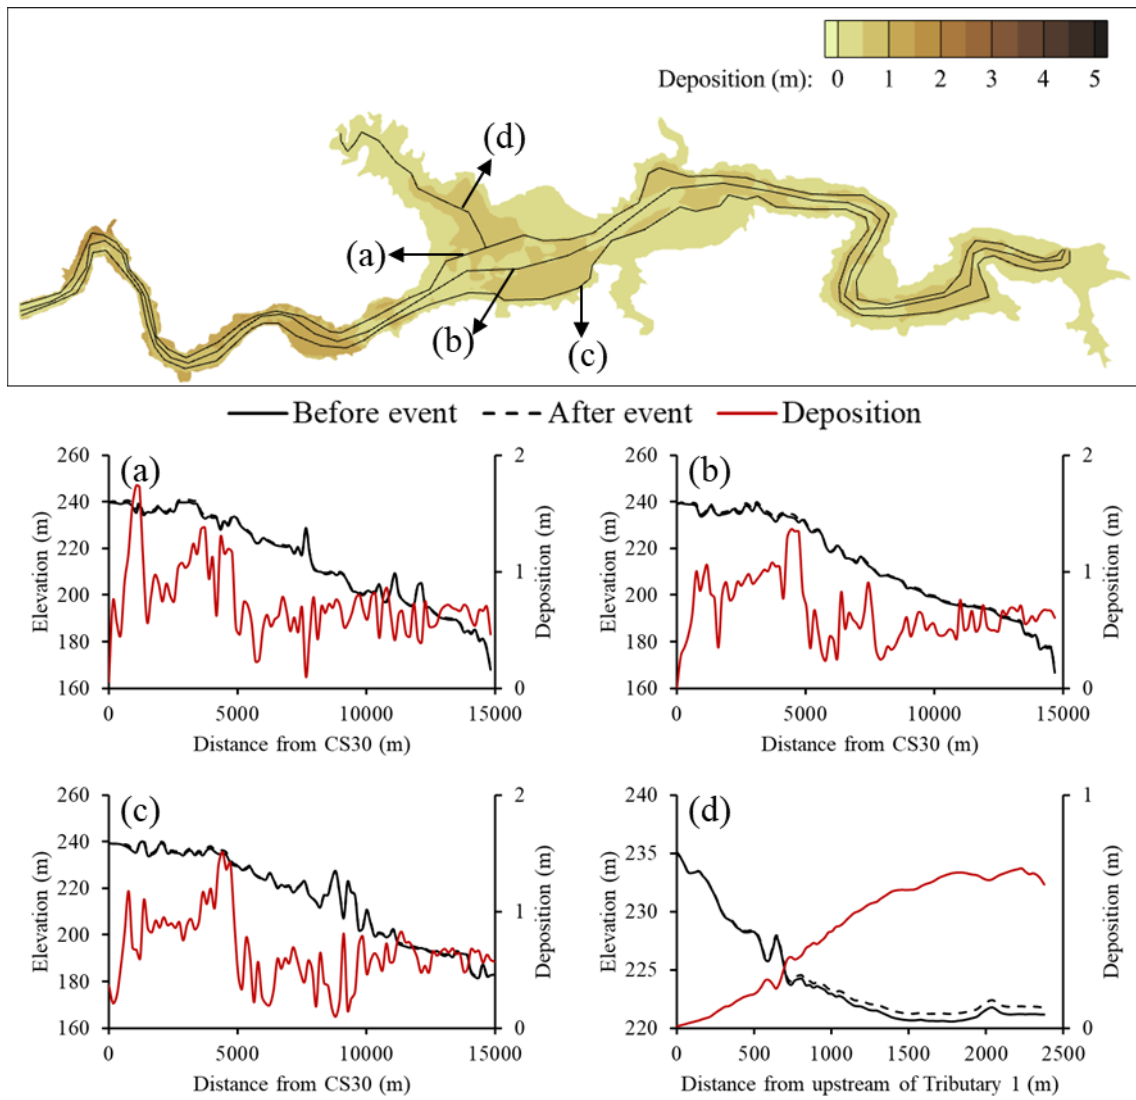 Deposition (m): 0 1 2 3 4 5
(d)
(a)
(b)
(c)
Before event After event Deposition
(a)
260
240
220
200
180
160
Elevation (m)
2
1
0
Deposition (m)
0 5000 10000 15000
Distance from CS30 (m)
(b)
260
240
220
200
180
160
Elevation (m)
2
1
0
Deposition (m)
0 5000 10000 15000
Distance from CS30 (m)
(c)
260
240
220
200
180
160
Elevation (m)
2
1
0
Deposition (m)
0 5000 10000 15000
Distance from CS30 (m)
(d)
240
235
230
225
220
Elevation (m)
1
0
Deposition (m)
0 500 1000 1500 2000 2500
Distance from upstream of Tributary 1 (m)